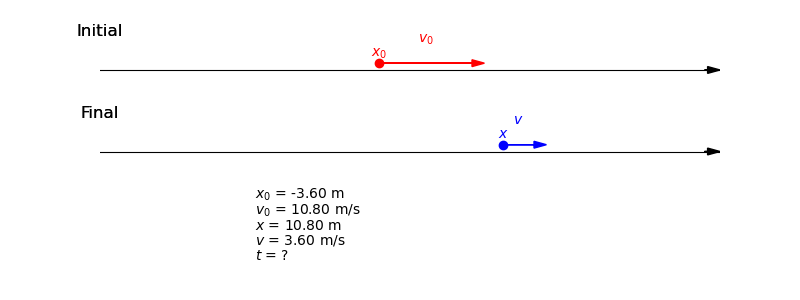 Initial
v₀
x₀
Final
v
x
x₀ = -3.60 m
v₀ = 10.80 m/s
x = 10.80 m
v = 3.60 m/s
t = ?